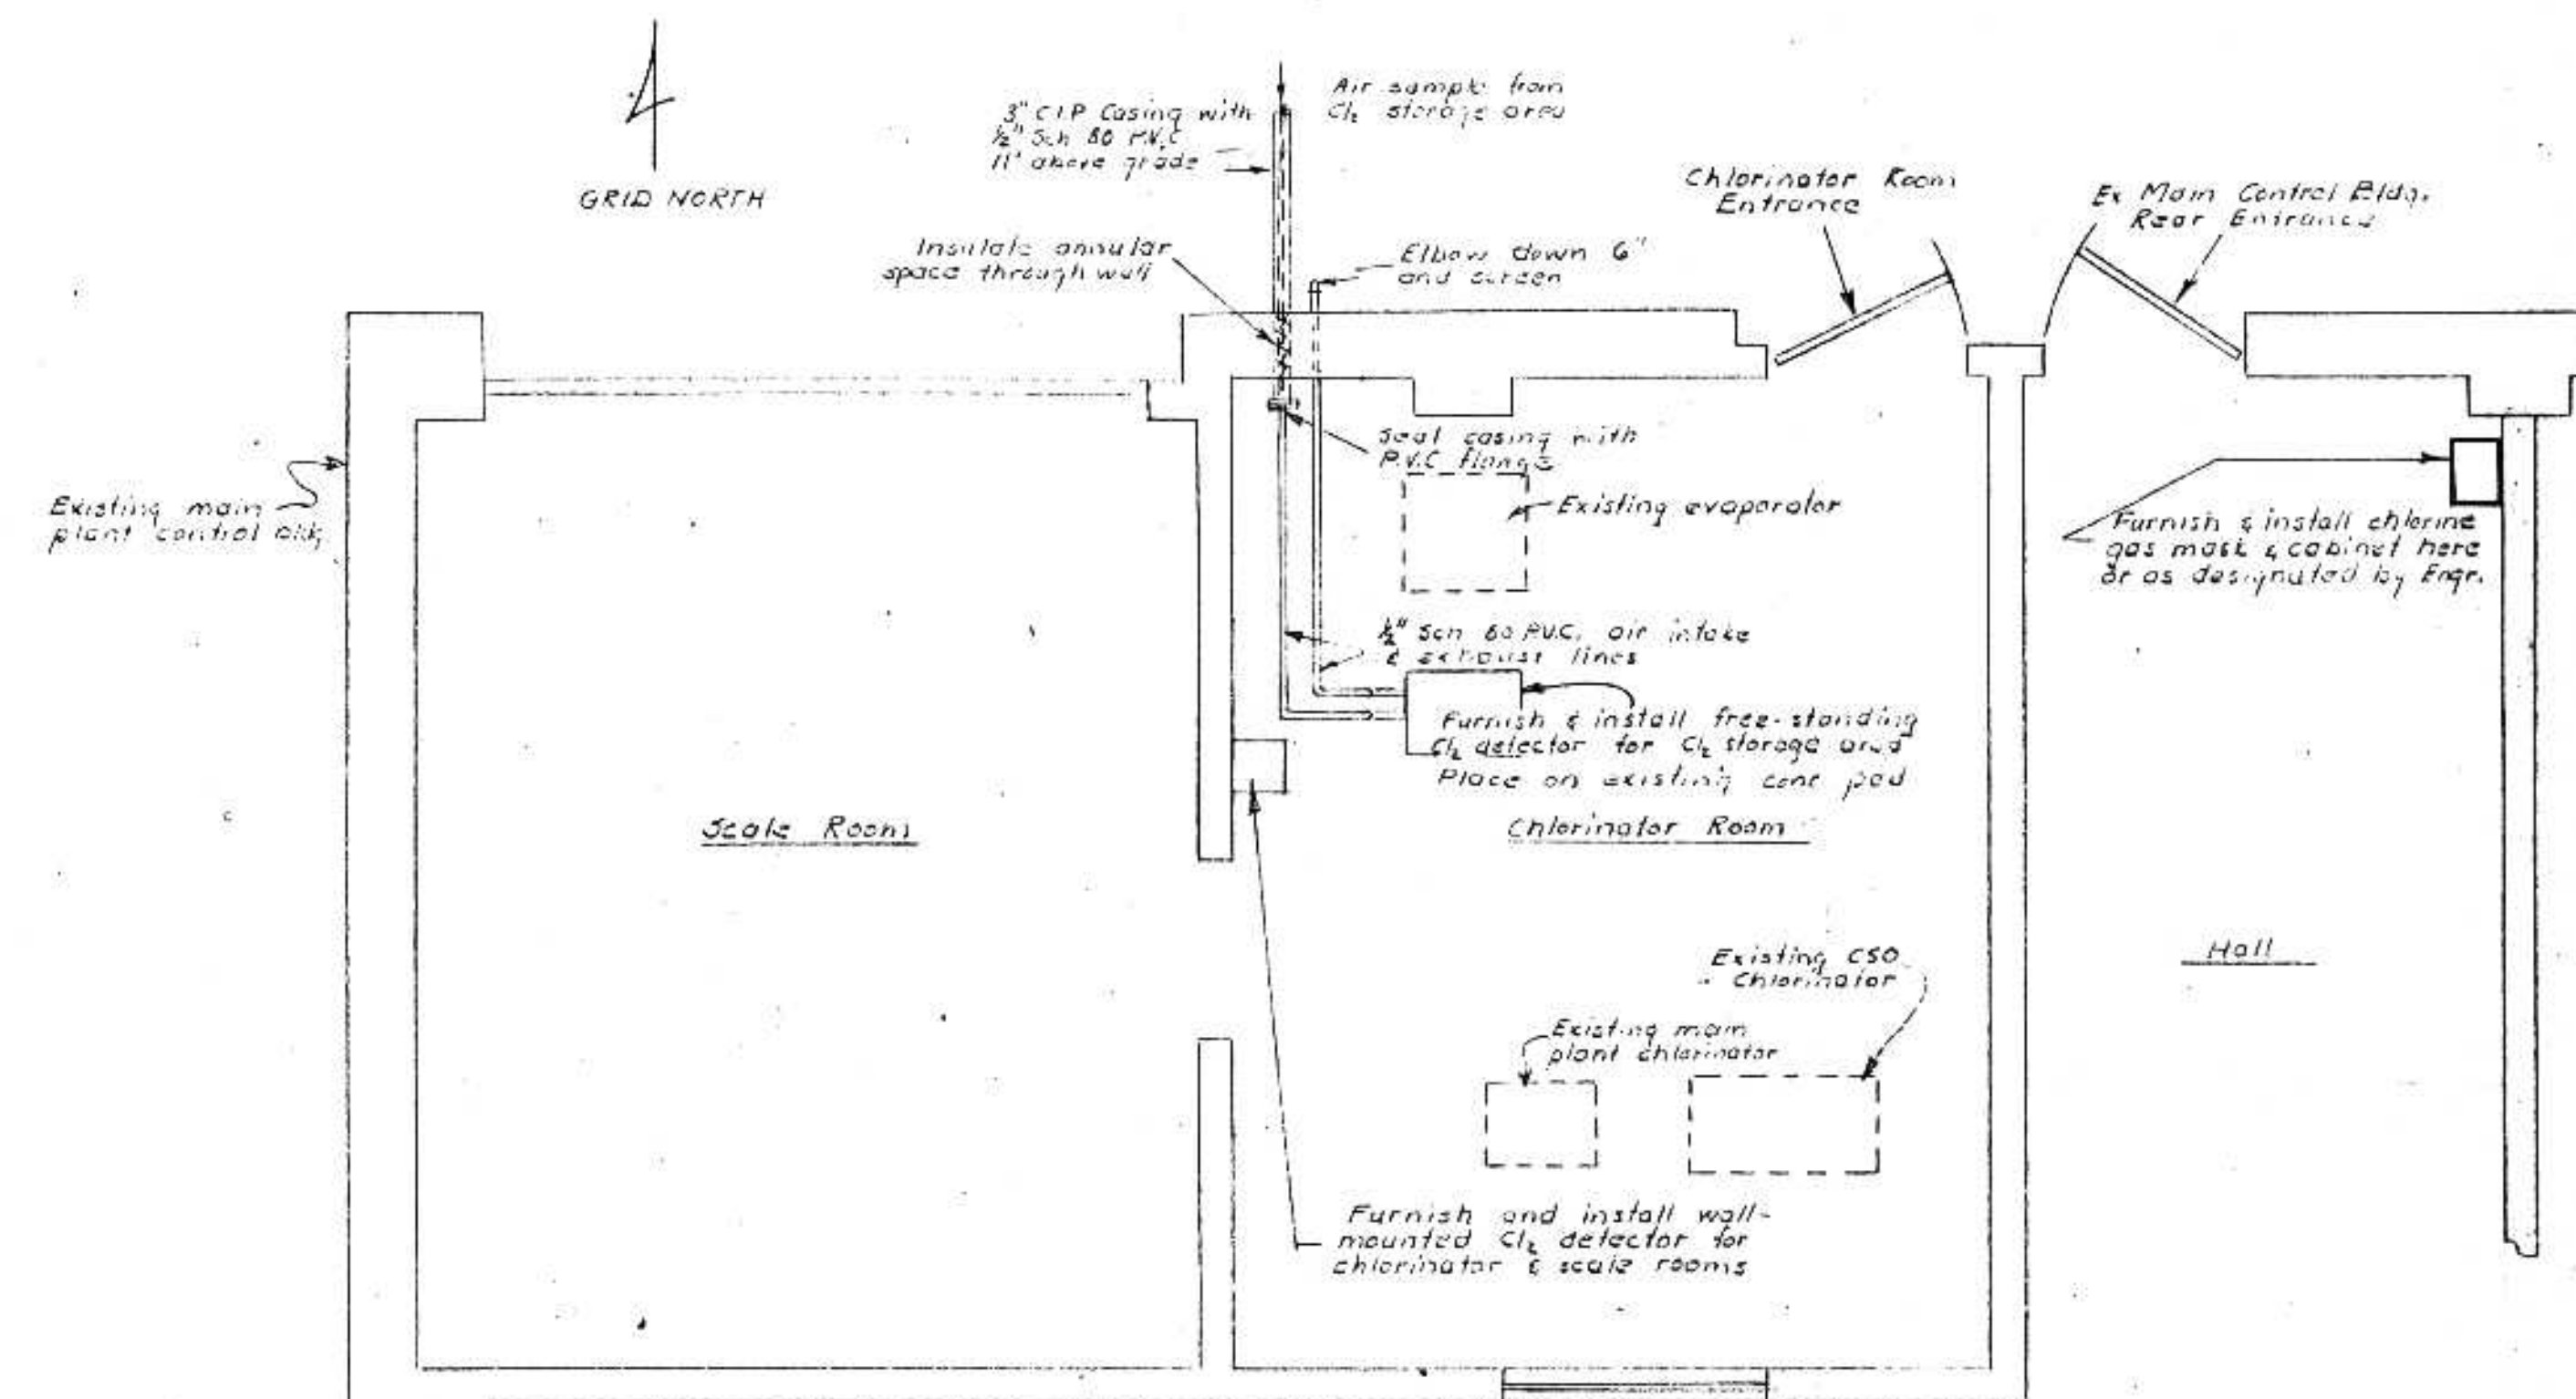 GRID NORTH
3" C.I.P Casing with
1/2" Sch 80 P.V.C
11' above grade
Air sample from
Cl2 storage area
Insulate annular
space through wall
Elbow down 6"
and screen
Chlorinator Room
Entrance
Ex Main Control Bldg.
Rear Entrance
Existing main
plant control bldg
Seal casing with
P.V.C flange
Existing evaporator
Furnish & install chlorine
gas mask & cabinet here
or as designated by Engr.
1/2" Sch 80 P.V.C. air intake
& exhaust lines
Furnish & install free-standing
Cl2 detector for Cl2 storage area
Place on existing conc pad
Scale Room
Chlorinator Room
Hall
Existing CSO
Chlorinator
Existing main
plant chlorinator
Furnish and install wall-
mounted Cl2 detector for
chlorinator & scale rooms